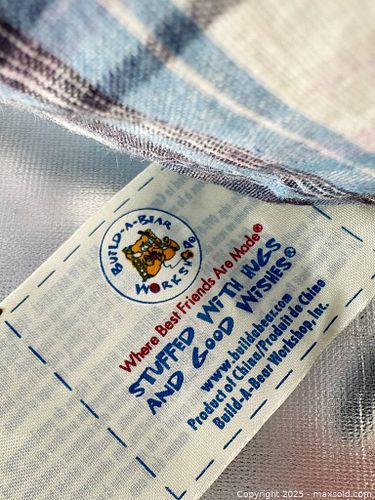 BUILD-A-BEAR
WORKSHOP
Where Best Friends Are Made®
STUFFED WITH HUGS
AND GOOD WISHES®
www.buildabear.com
Product of China/Produit de Chine
Build-A-Bear Workshop, Inc.
Copyright 2025 - maxsold.com